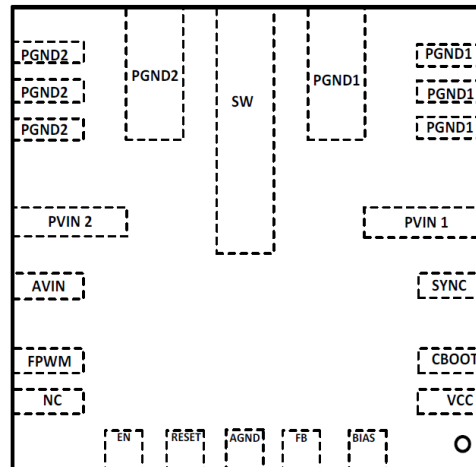 PGND2
PGND2
PGND2
PGND2
SW
PGND1
PGND1
PGND1
PGND1
PVIN 2
PVIN 1
AVIN
SYNC
FPWM
CBOOT
NC
VCC
EN
RESET
AGND
FB
BIAS